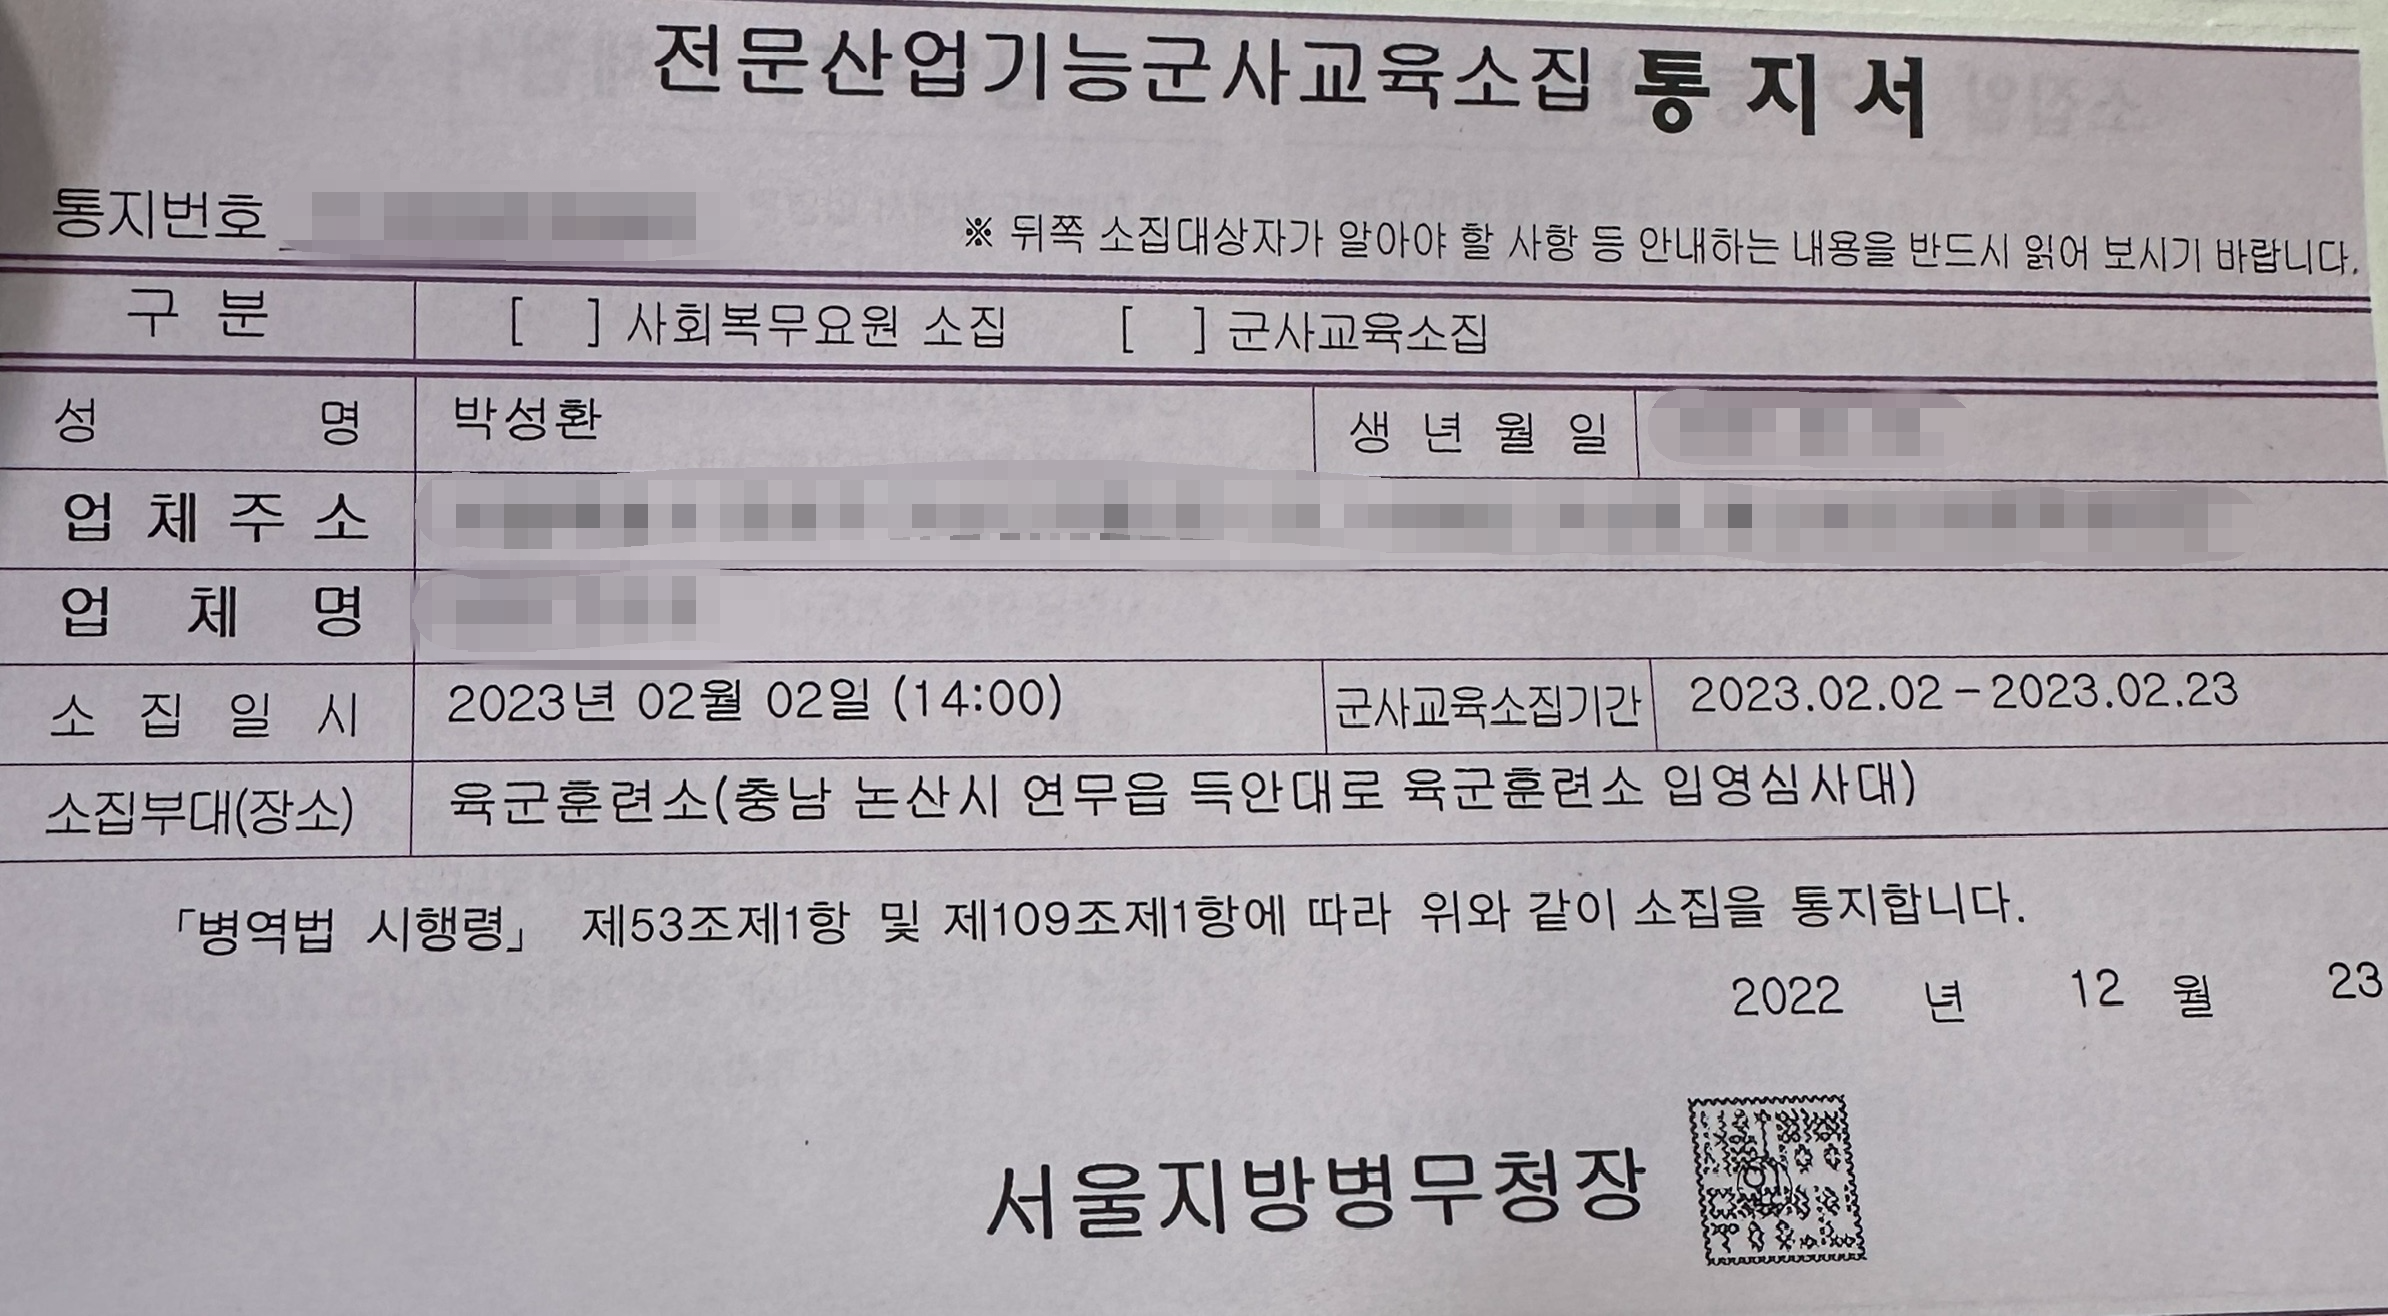 전문산업기능군사교육소집 통지서
통지번호
※ 뒤쪽 소집대상자가 알아야 할 사항 등 안내하는 내용을 반드시 읽어 보시기 바랍니다.
구 분 [ ] 사회복무요원 소집 [ ] 군사교육소집
성 명 박성환 생 년 월 일
업 체 주 소
업 체 명
소 집 일 시 2023년 02월 02일 (14:00) 군사교육소집기간 2023.02.02-2023.02.23
소집부대(장소) 육군훈련소(충남 논산시 연무읍 득안대로 육군훈련소 입영심사대)
「병역법 시행령」 제53조제1항 및 제109조제1항에 따라 위와 같이 소집을 통지합니다.
2022 년 12 월 23
서울지방병무청장